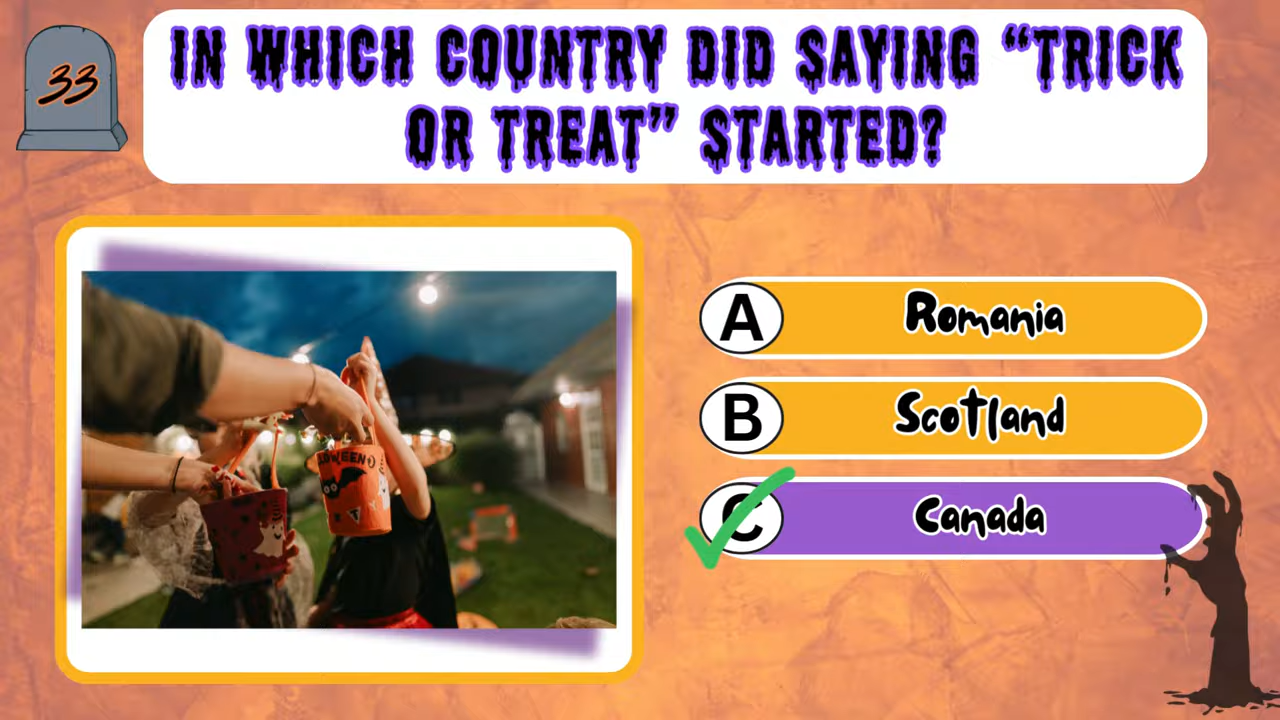 33
IN WHICH COUNTRY DID SAYING “TRICK
OR TREAT” STARTED?
A Romania
B Scotland
C Canada